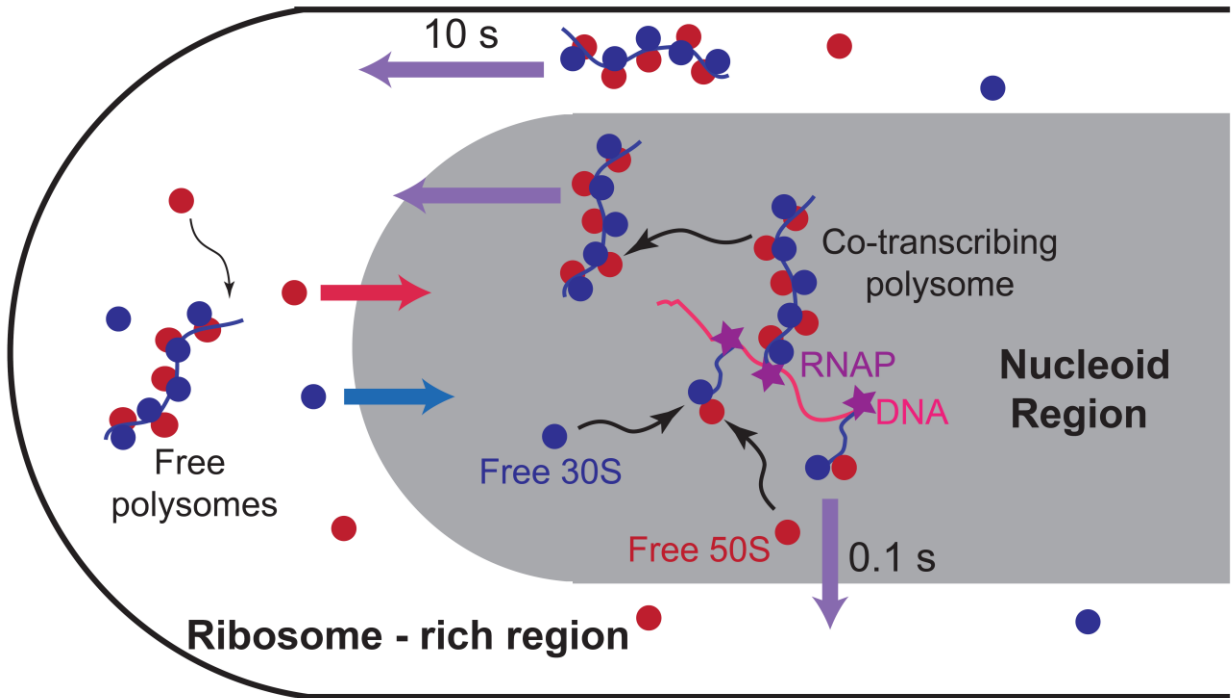 10 s
Co-transcribing
polysome
RNAP
Nucleoid
Region
DNA
Free
polysomes
Free 30S
Free 50S
0.1 s
Ribosome - rich region